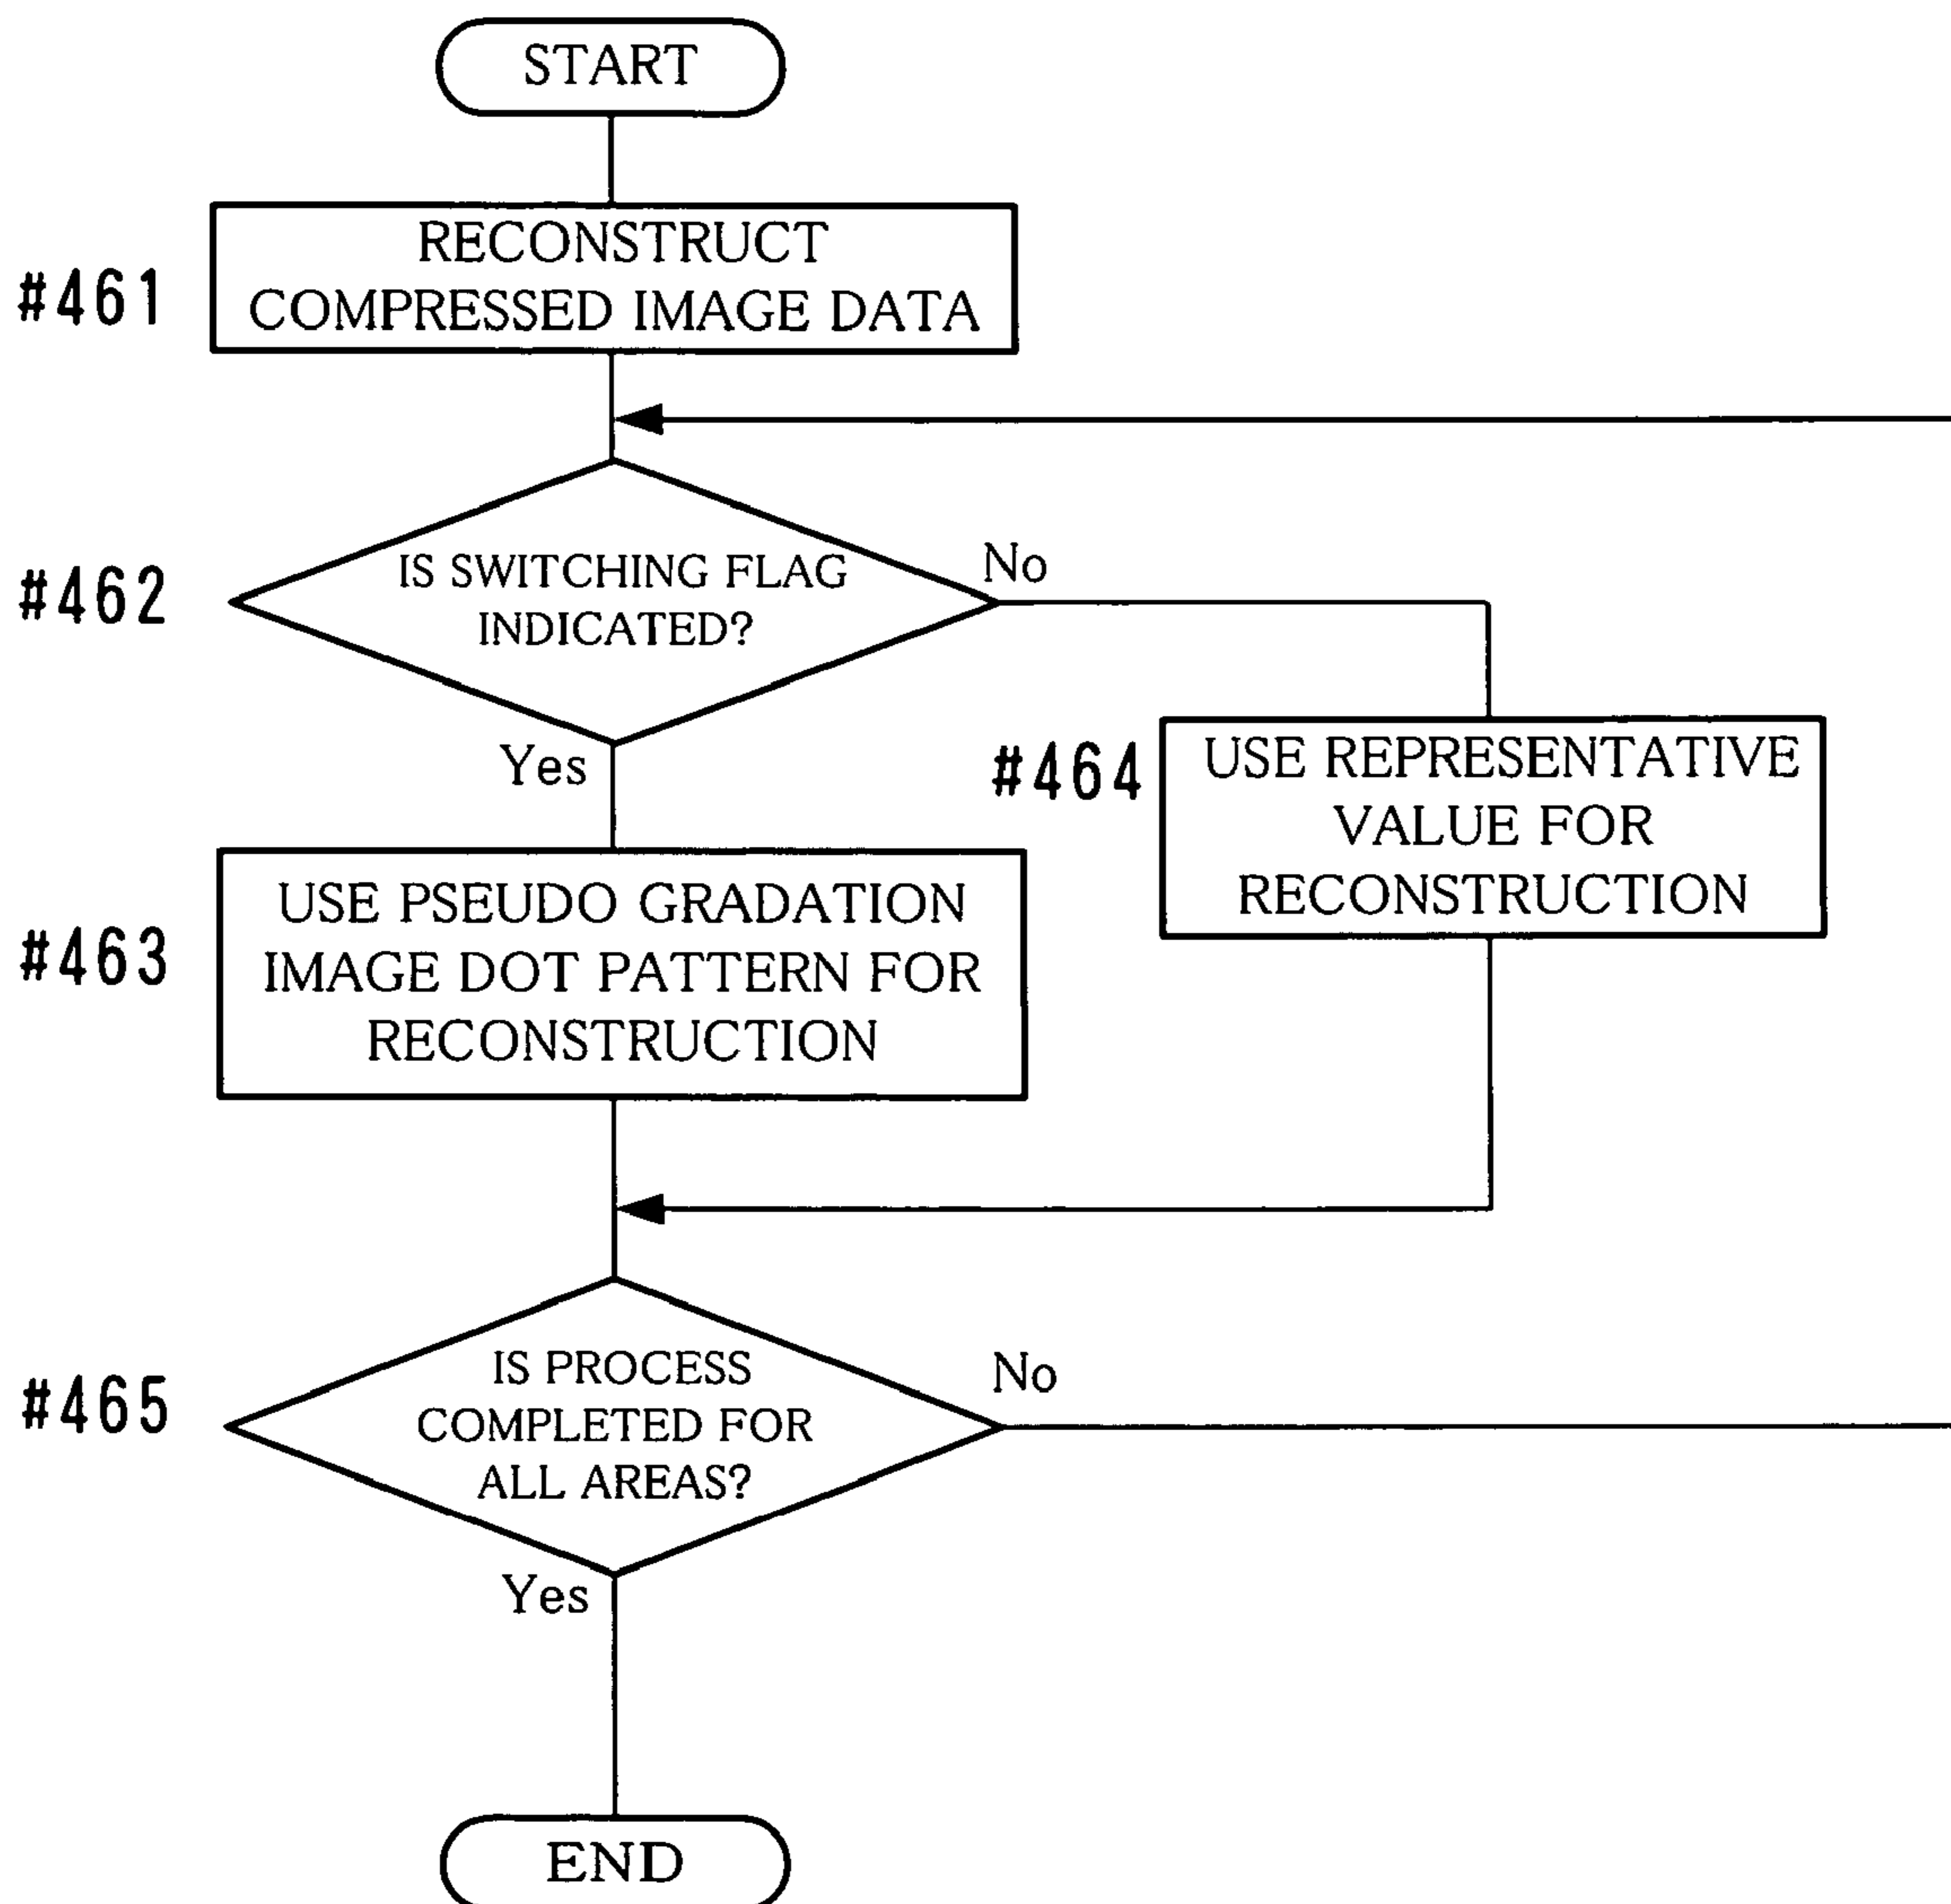 START
#461
RECONSTRUCT
COMPRESSED IMAGE DATA
#462
IS SWITCHING FLAG
INDICATED?
No
Yes
#464
USE REPRESENTATIVE
VALUE FOR
RECONSTRUCTION
#463
USE PSEUDO GRADATION
IMAGE DOT PATTERN FOR
RECONSTRUCTION
#465
IS PROCESS
COMPLETED FOR
ALL AREAS?
No
Yes
END